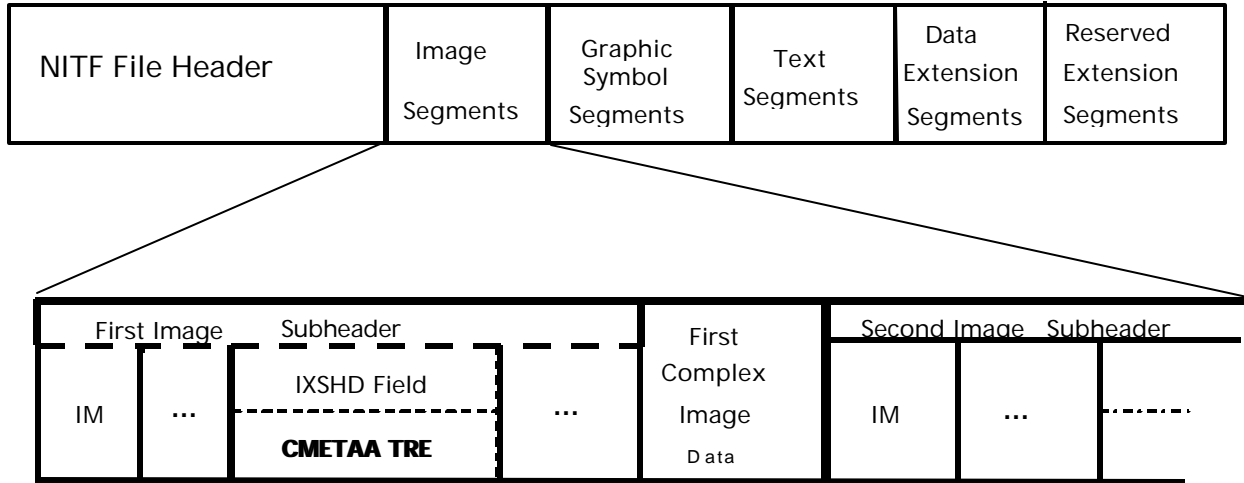 NITF File Header
Image
Segments
Graphic
Symbol
Segments
Text
Segments
Data
Extension
Segments
Reserved
Extension
Segments
First Image Subheader
IM
...
IXSHD Field
CMETAA TRE
...
First
Complex
Image
Data
Second Image Subheader
IM
...